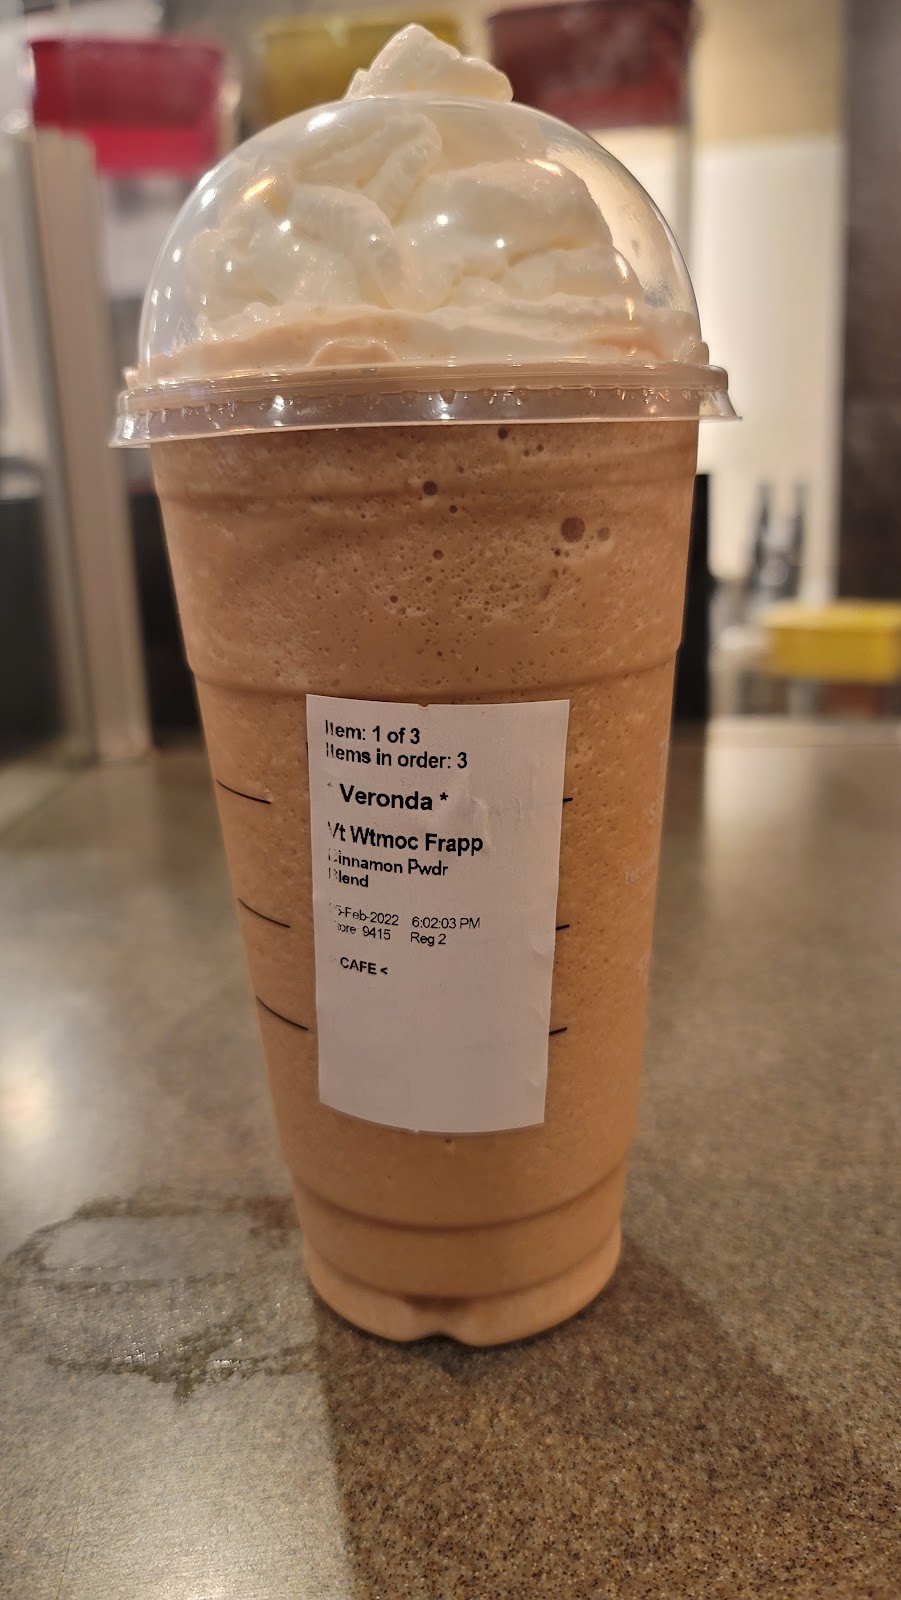 Item: 1 of 3
Items in order: 3
* Veronda *
Vt Wtmoc Frapp
Cinnamon Pwdr
Blend
5-Feb-2022 6:02:03 PM
Store 9415 Reg 2
> CAFE <